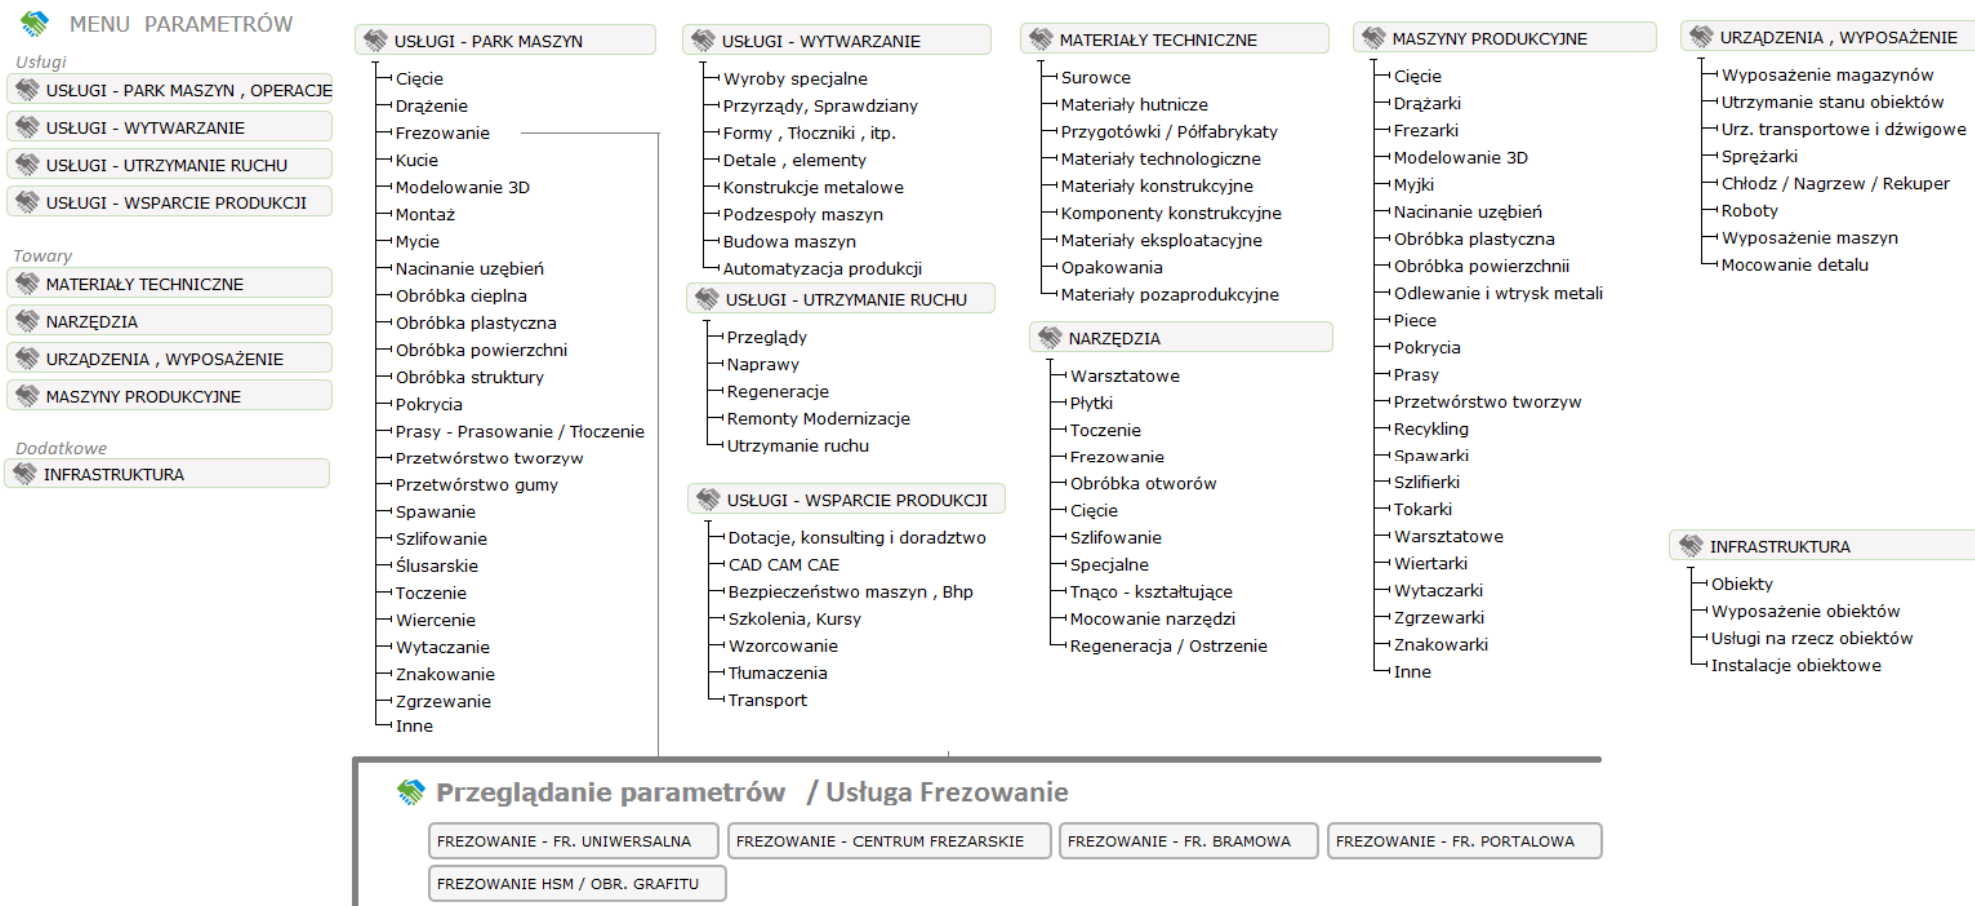 MENU PARAMETRÓW
Usługi
USŁUGI - PARK MASZYN , OPERACJE
USŁUGI - WYTWARZANIE
USŁUGI - UTRZYMANIE RUCHU
USŁUGI - WSPARCIE PRODUKCJI
Towary
MATERIAŁY TECHNICZNE
NARZĘDZIA
URZĄDZENIA , WYPOSAŻENIE
MASZYNY PRODUKCYJNE
Dodatkowe
INFRASTRUKTURA
USŁUGI - PARK MASZYN
Cięcie
Drążenie
Frezowanie
Kucie
Modelowanie 3D
Montaż
Mycie
Nacinanie uzębień
Obróbka cieplna
Obróbka plastyczna
Obróbka powierzchni
Obróbka struktury
Pokrycia
Prasy - Prasowanie / Tłoczenie
Przetwórstwo tworzyw
Przetwórstwo gumy
Spawanie
Szlifowanie
Ślusarskie
Toczenie
Wiercenie
Wytaczanie
Znakowanie
Zgrzewanie
Inne
USŁUGI - WYTWARZANIE
Wyroby specjalne
Przyrządy, Sprawdziany
Formy , Tłoczniki , itp.
Detale , elementy
Konstrukcje metalowe
Podzespoły maszyn
Budowa maszyn
Automatyzacja produkcji
USŁUGI - UTRZYMANIE RUCHU
Przeglądy
Naprawy
Regeneracje
Remonty Modernizacje
Utrzymanie ruchu
USŁUGI - WSPARCIE PRODUKCJI
Dotacje, konsulting i doradztwo
CAD CAM CAE
Bezpieczeństwo maszyn , Bhp
Szkolenia, Kursy
Wzorcowanie
Tłumaczenia
Transport
MATERIAŁY TECHNICZNE
Surowce
Materiały hutnicze
Przygotówki / Półfabrykaty
Materiały technologiczne
Materiały konstrukcyjne
Komponenty konstrukcyjne
Materiały eksploatacyjne
Opakowania
Materiały pozaprodukcyjne
NARZĘDZIA
Warsztatowe
Płytki
Toczenie
Frezowanie
Obróbka otworów
Cięcie
Szlifowanie
Specjalne
Tnąco - kształtujące
Mocowanie narzędzi
Regeneracja / Ostrzenie
MASZYNY PRODUKCYJNE
Cięcie
Drążarki
Frezarki
Modelowanie 3D
Myjki
Nacinanie uzębień
Obróbka plastyczna
Obróbka powierzchnii
Odlewanie i wtrysk metali
Piece
Pokrycia
Prasy
Przetwórstwo tworzyw
Recykling
Spawarki
Szlifierki
Tokarki
Warsztatowe
Wiertarki
Wytaczarki
Zgrzewarki
Znakowarki
Inne
URZĄDZENIA , WYPOSAŻENIE
Wyposażenie magazynów
Utrzymanie stanu obiektów
Urz. transportowe i dźwigowe
Sprężarki
Chłodz / Nagrzew / Rekuper
Roboty
Wyposażenie maszyn
Mocowanie detalu
INFRASTRUKTURA
Obiekty
Wyposażenie obiektów
Usługi na rzecz obiektów
Instalacje obiektowe
Przeglądanie parametrów / Usługa Frezowanie
FREZOWANIE - FR. UNIWERSALNA
FREZOWANIE - CENTRUM FREZARSKIE
FREZOWANIE - FR. BRAMOWA
FREZOWANIE - FR. PORTALOWA
FREZOWANIE HSM / OBR. GRAFITU